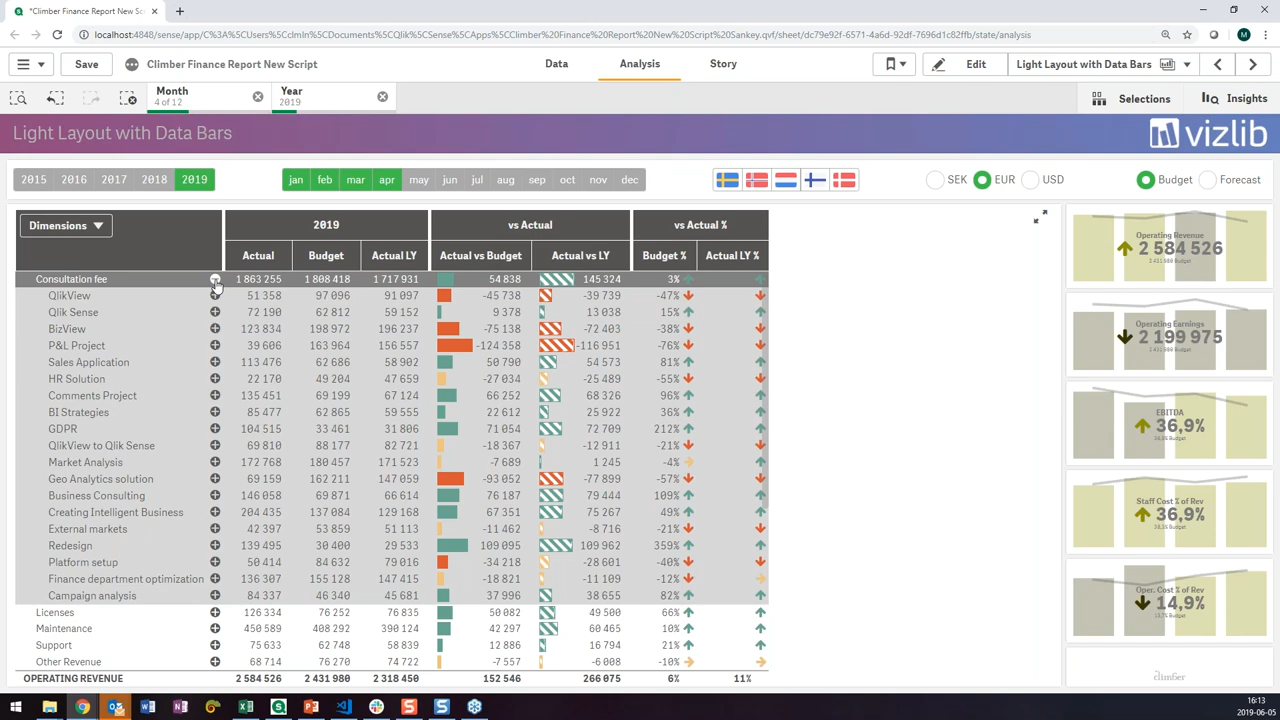 *Climber Finance Report New Scr
localhost:4848/sense/app/C%3A%5CUsers%5Cclmln%5CDocuments%5CQlik%5CSense%5CApps%5CClimber%20Finance%20Report%20New%20Script%20Sankey.qvf/sheet/dc79e92f-6571-4a6d-92df-7696d1c82ffb/state/analysis
Save
Climber Finance Report New Script
Data
Analysis
Story
Edit
Light Layout with Data Bars
Month
4 of 12
Year
2019
Selections
Insights
Light Layout with Data Bars
vizlib
2015 2016 2017 2018 2019
jan feb mar apr may jun jul aug sep oct nov dec
SEK EUR USD
Budget Forecast
Dimensions
2019 vs Actual vs Actual %
Actual Budget Actual LY Actual vs Budget Actual vs LY Budget % Actual LY %
Consultation fee 1 863 255 1 808 418 1 717 931 54 838 145 324 3%
QlikView 51 358 97 096 91 097 -45 738 -39 739 -47%
Qlik Sense 72 190 62 812 59 152 9 378 13 038 15%
BizView 123 834 198 972 196 237 -75 138 -72 403 -38%
P&L Project 39 606 163 964 156 557 -124 358 -116 951 -76%
Sales Application 113 476 62 686 58 902 50 790 54 573 81%
HR Solution 22 170 49 204 47 659 -27 034 -25 489 -55%
Comments Project 135 451 69 199 67 124 66 252 68 326 96%
BI Strategies 85 477 62 865 59 555 22 612 25 922 36%
GDPR 104 515 33 461 31 806 71 054 72 709 212%
QlikView to Qlik Sense 69 810 88 177 82 721 -18 367 -12 911 -21%
Market Analysis 172 768 180 457 171 523 -7 689 1 245 -4%
Geo Analytics solution 69 159 162 211 147 059 -93 052 -77 899 -57%
Business Consulting 146 058 69 871 66 614 76 187 79 444 109%
Creating Intelligent Business 204 435 137 084 129 168 67 351 75 267 49%
External markets 42 397 53 859 51 113 -11 462 -8 716 -21%
Redesign 139 495 30 400 29 533 109 095 109 962 359%
Platform setup 50 414 84 632 79 016 -34 218 -28 601 -40%
Finance department optimization 136 307 155 128 147 415 -18 821 -11 109 -12%
Campaign analysis 84 337 46 340 45 681 37 996 38 655 82%
Licenses 126 334 76 252 76 835 50 082 49 500 66%
Maintenance 450 589 408 292 390 124 42 297 60 465 10%
Support 75 633 62 748 58 839 12 886 16 794 21%
Other Revenue 68 714 76 270 74 722 -7 557 -6 008 -10%
OPERATING REVENUE 2 584 526 2 431 980 2 318 450 152 546 266 075 6% 11%
Operating Revenue
2 584 526
2 431 980 Budget
Operating Earnings
2 199 975
EBITDA
36,9%
Staff Cost % of Rev
36,9%
Oper. Cost % of Rev
14,9%
climber
16:13
2019-06-05